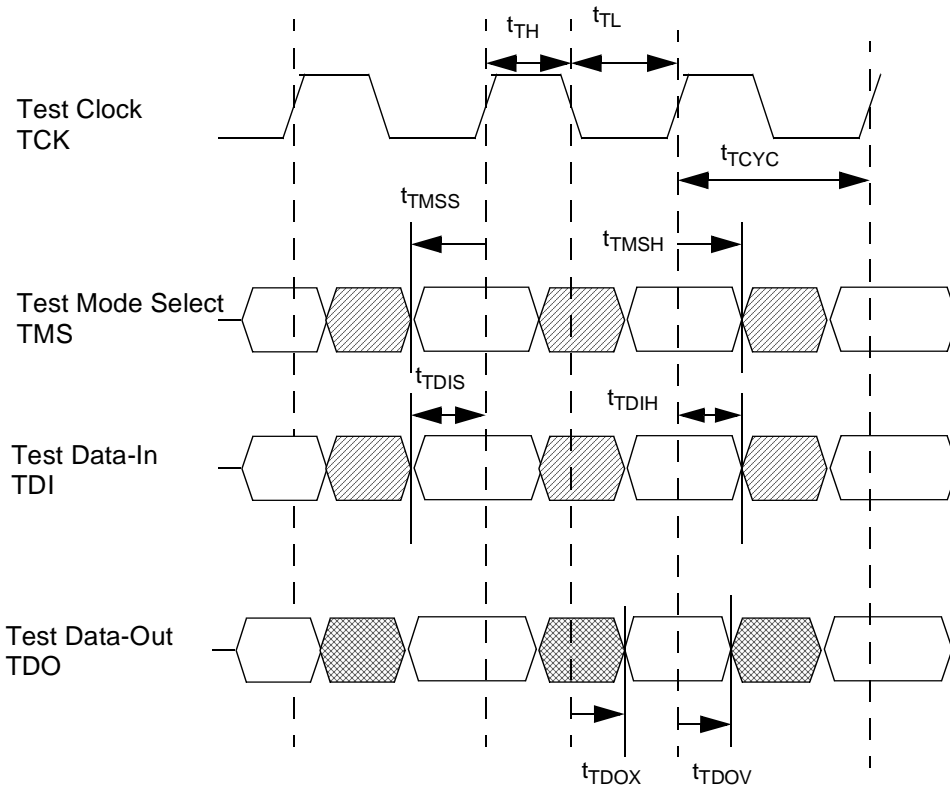 tTH
tTL
Test Clock
TCK
tTCYC
tTMSS
tTMSH
Test Mode Select
TMS
tTDIS
tTDIH
Test Data-In
TDI
Test Data-Out
TDO
tTDOX
tTDOV